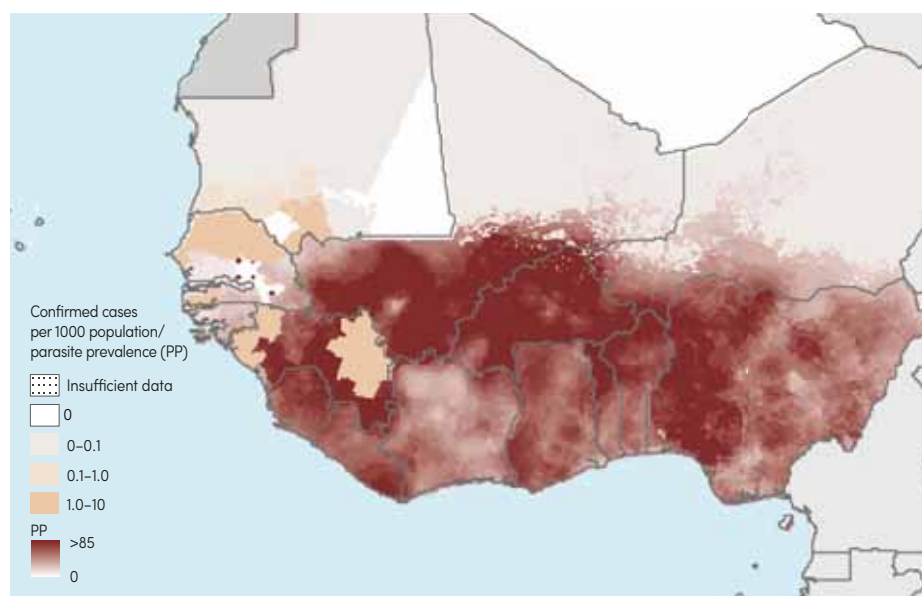 Confirmed cases
per 1000 population/
parasite prevalence (PP)
Insufficient data
0
0–0.1
0.1–1.0
1.0–10
PP
>85
0